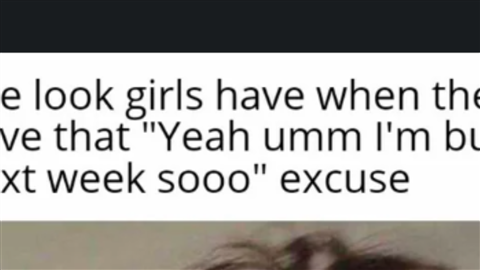 e look girls have when the
ve that "Yeah umm I'm bu
xt week sooo" excuse